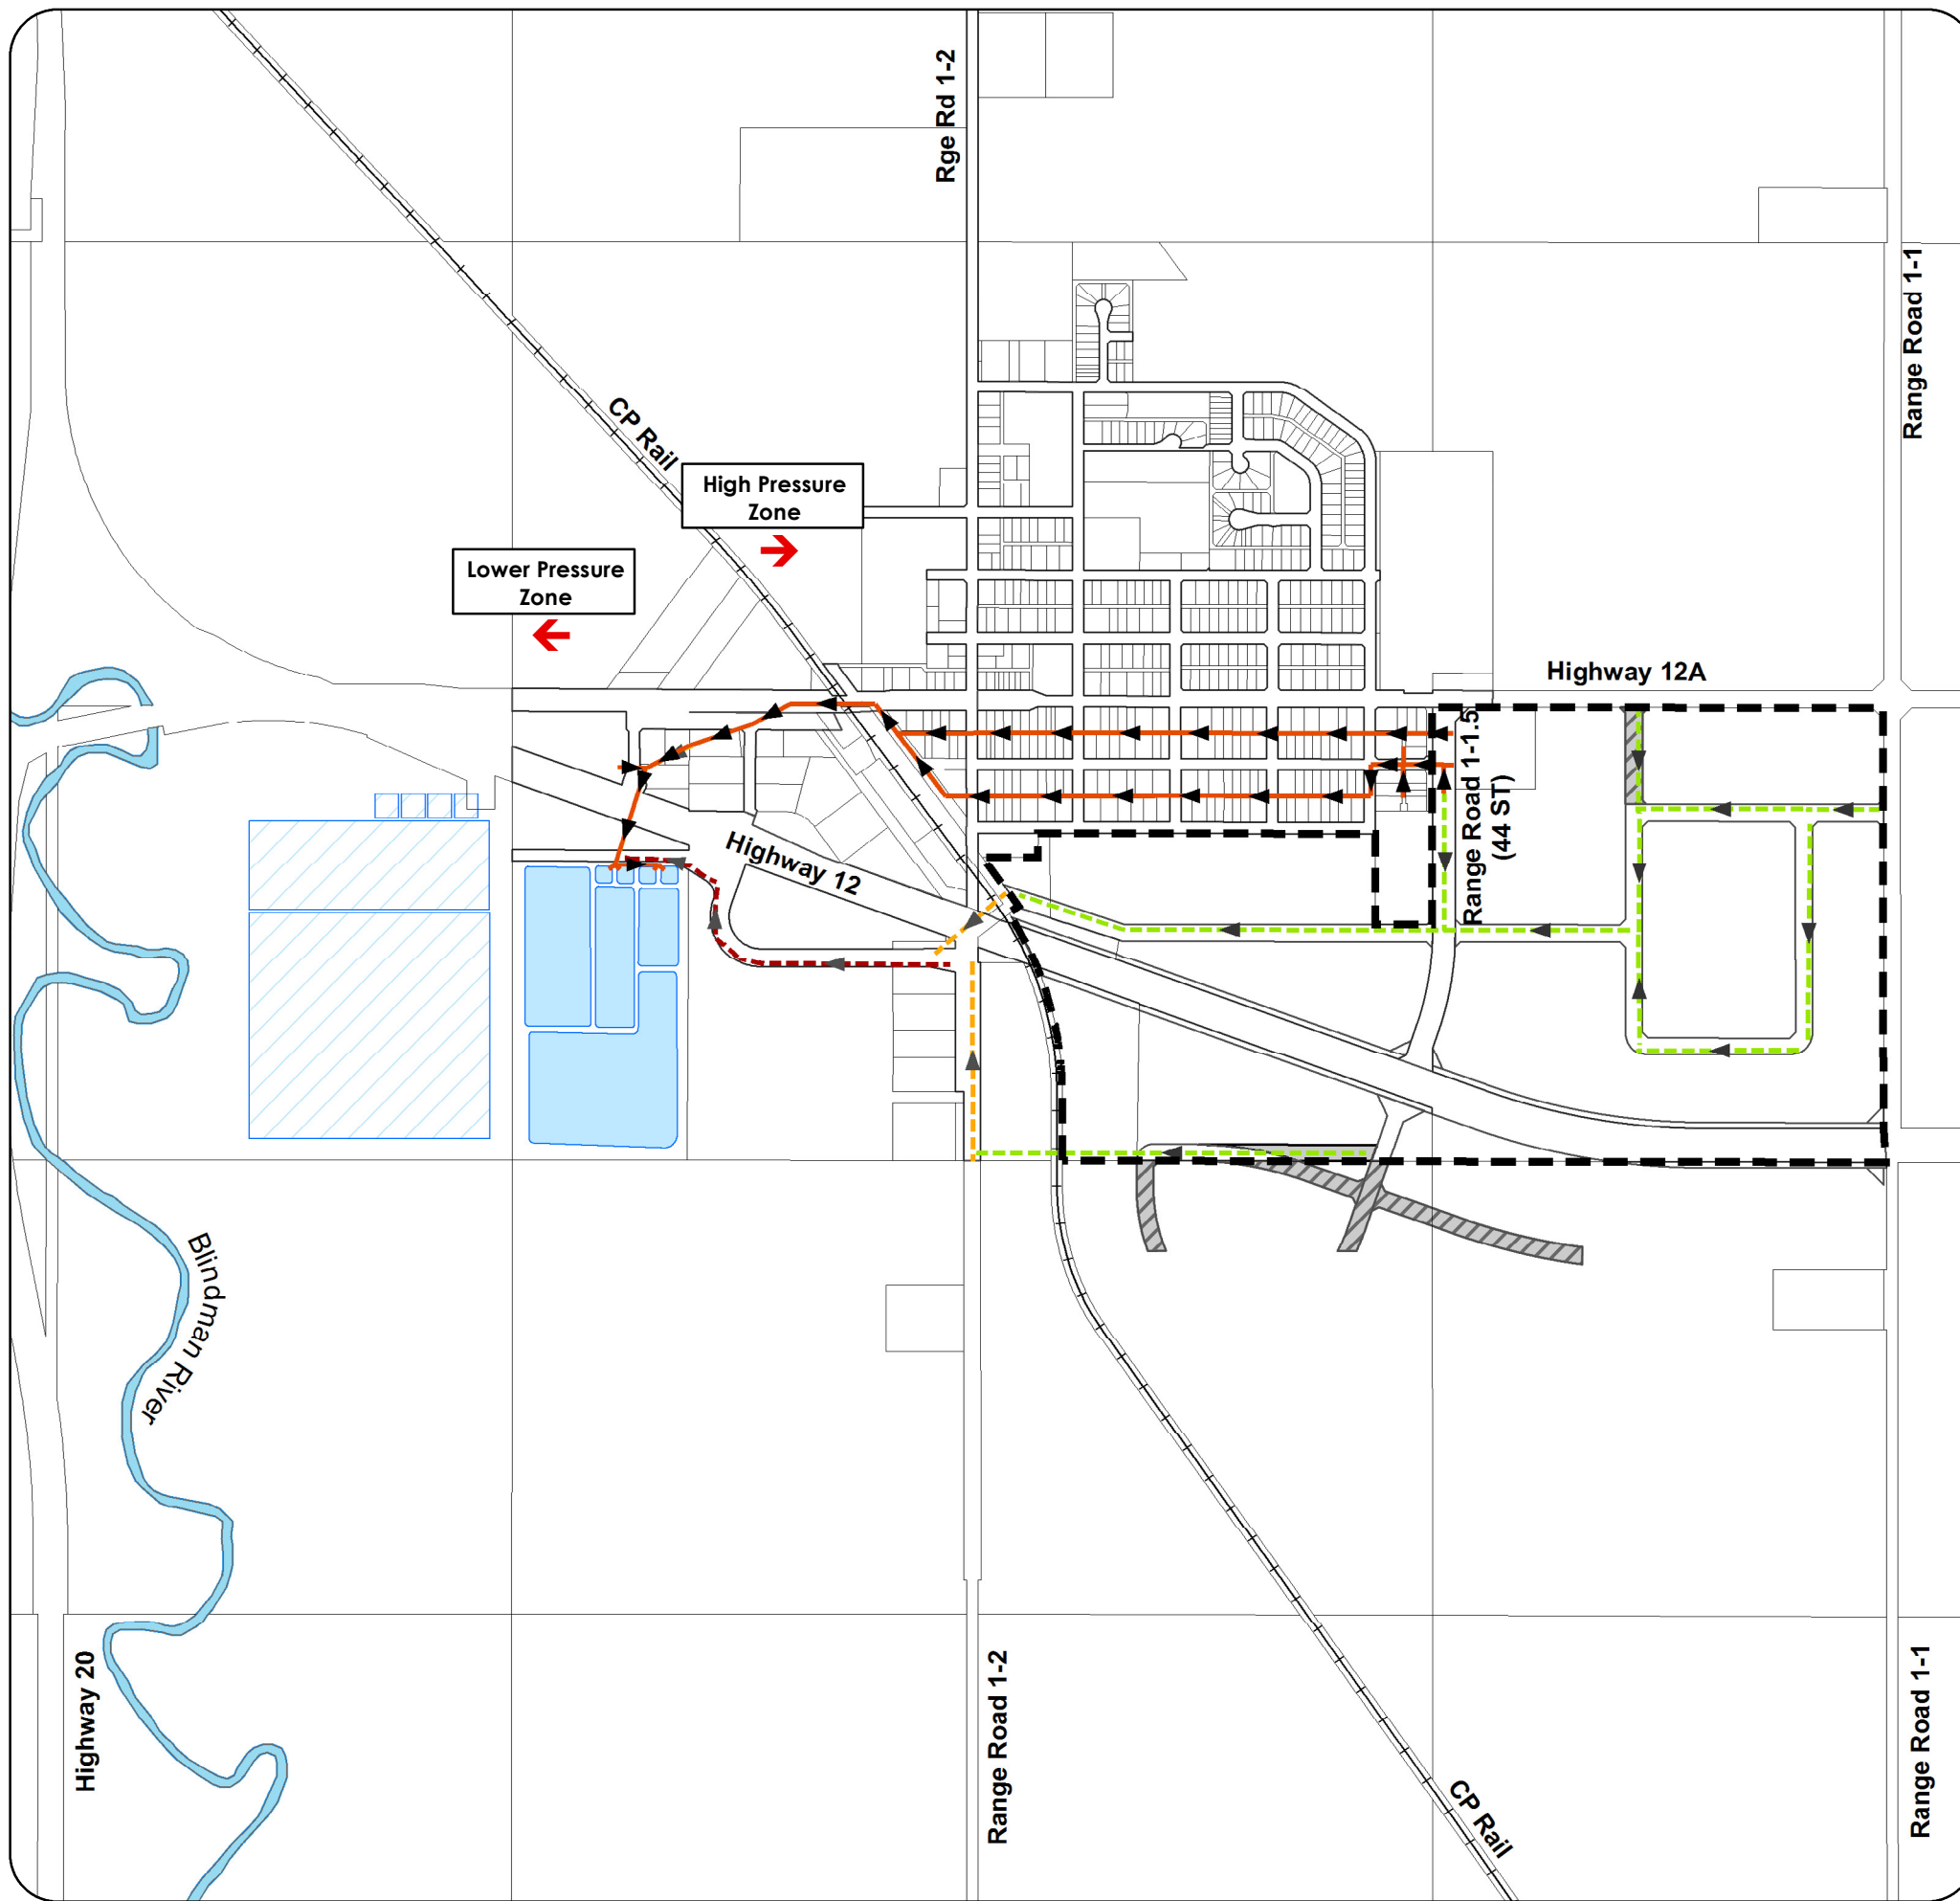 Rge Rd 1-2
Range Road 1-1
CP Rail
High Pressure
Zone
Lower Pressure
Zone
Highway 12A
Range Road 1-1.5
(44 ST)
Highway 12
Blindman River
Highway 20
Range Road 1-2
CP Rail
Range Road 1-1